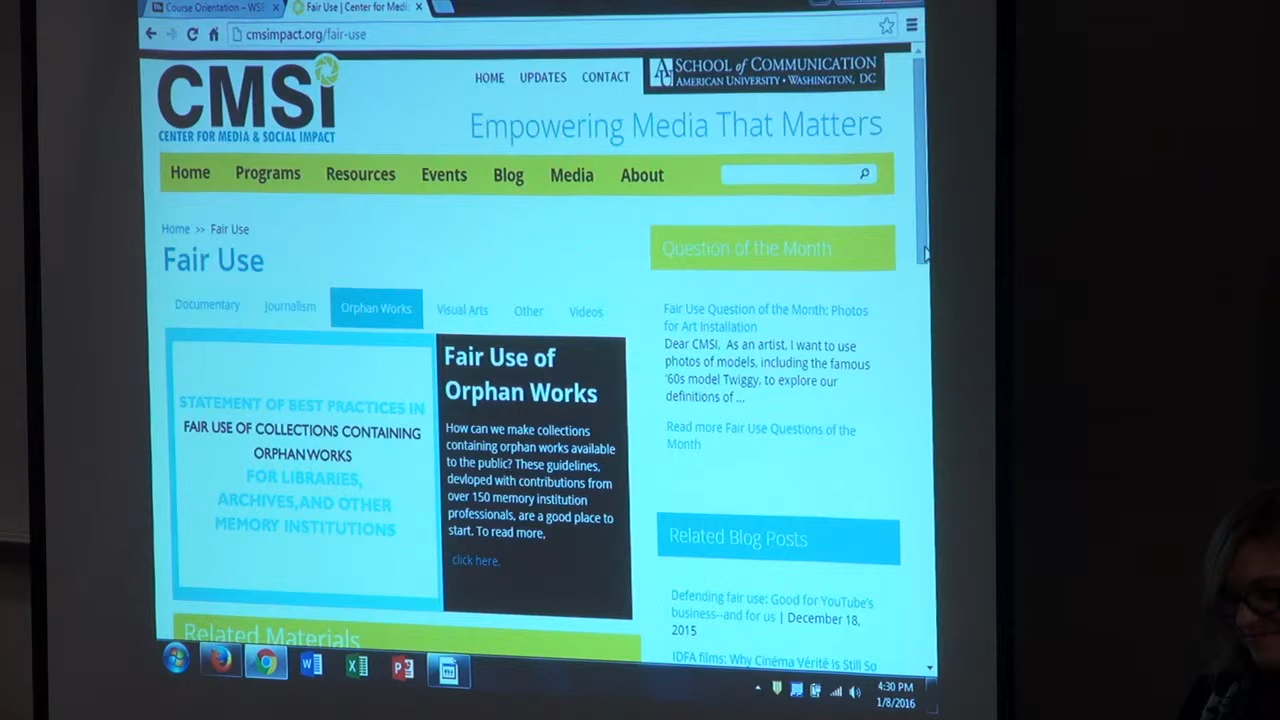 Course Orientation – WSE
Fair Use | Center for Medi
cmsimpact.org/fair-use
CMSi
CENTER FOR MEDIA & SOCIAL IMPACT
HOME UPDATES CONTACT
AU SCHOOL of COMMUNICATION
AMERICAN UNIVERSITY • WASHINGTON, DC
Empowering Media That Matters
Home Programs Resources Events Blog Media About
Home >> Fair Use
Fair Use
Documentary Journalism Orphan Works Visual Arts Other Videos
STATEMENT OF BEST PRACTICES IN
FAIR USE OF COLLECTIONS CONTAINING
ORPHAN WORKS
FOR LIBRARIES,
ARCHIVES, AND OTHER
MEMORY INSTITUTIONS
Fair Use of
Orphan Works
How can we make collections
containing orphan works available
to the public? These guidelines,
devloped with contributions from
over 150 memory institution
professionals, are a good place to
start. To read more,
click here.
Related Materials
Question of the Month
Fair Use Question of the Month: Photos
for Art Installation
Dear CMSI, As an artist, I want to use
photos of models, including the famous
'60s model Twiggy, to explore our
definitions of ...
Read more Fair Use Questions of the
Month
Related Blog Posts
Defending fair use: Good for YouTube's
business--and for us | December 18,
2015
IDFA films: Why Cinéma Vérité is Still So
4:30 PM
1/8/2016